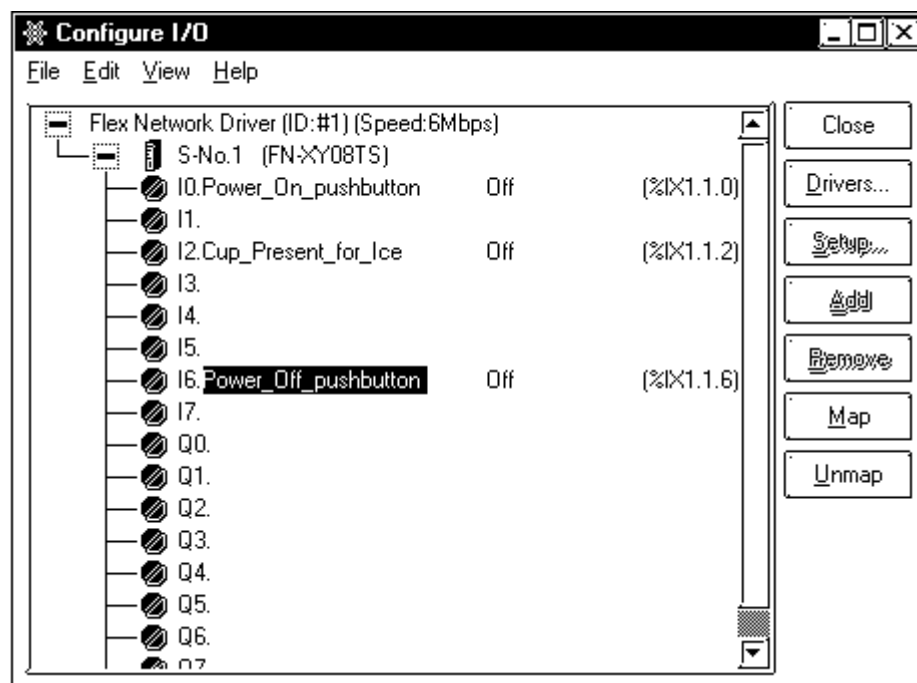 Configure I/O
File Edit View Help
Flex Network Driver (ID:#1) (Speed:6Mbps)
S-No.1 (FN-XY08TS)
I0.Power_On_pushbutton Off (%IX1.1.0)
I1.
I2.Cup_Present_for_Ice Off (%IX1.1.2)
I3.
I4.
I5.
I6.Power_Off_pushbutton Off (%IX1.1.6)
I7.
Q0.
Q1.
Q2.
Q3.
Q4.
Q5.
Q6.
Q7
Close
Drivers...
Setup...
Add
Remove
Map
Unmap